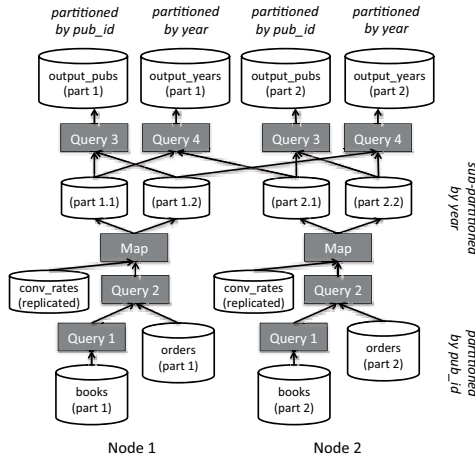 partitioned
by pub_id
partitioned
by year
partitioned
by pub_id
partitioned
by year
output_pubs
(part 1)
output_years
(part 1)
output_pubs
(part 2)
output_years
(part 2)
Query 3
Query 4
Query 3
Query 4
(part 1.1)
(part 1.2)
(part 2.1)
(part 2.2)
sub-partitioned
by year
Map
Map
conv_rates
(replicated)
Query 2
conv_rates
(replicated)
Query 2
Query 1
orders
(part 1)
Query 1
orders
(part 2)
partitioned
by pub_id
books
(part 1)
books
(part 2)
Node 1
Node 2